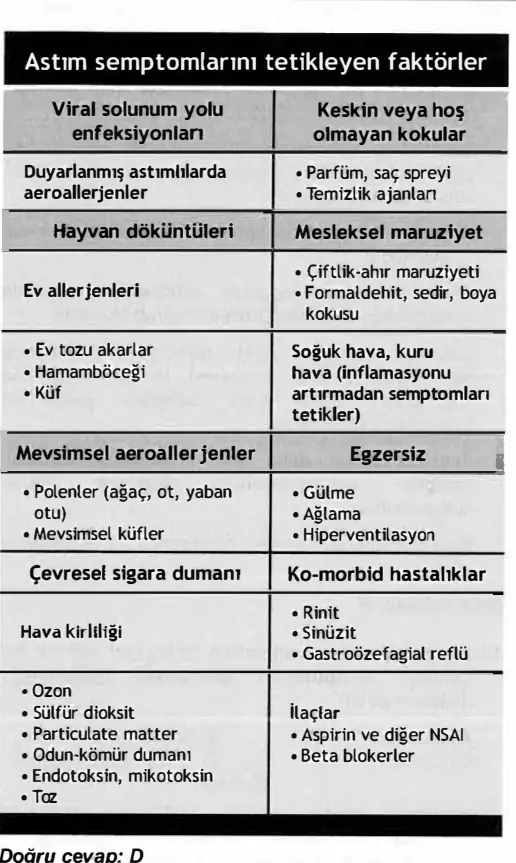 Astım semptomlarını tetikleyen faktörler
Viral solunum yolu
enfeksiyonları
Keskin veya hoş
olmayan kokular
Duyarlanmış astımlılarda
aeroallerjenler
• Parfüm, saç spreyi
• Temizlik ajanları
Hayvan döküntüleri
Mesleksel maruziyet
Ev allerjenleri
• Çiftlik-ahır maruziyeti
• Formaldehit, sedir, boya
kokusu
• Ev tozu akarlar
• Hamamböceği
• Küf
Soğuk hava, kuru
hava (inflamasyonu
artırmadan semptomları
tetikler)
Mevsimsel aeroallerjenler
Egzersiz
• Polenler (ağaç, ot, yaban
otu)
• Mevsimsel küfler
• Gülme
• Ağlama
• Hiperventilasyon
Çevresel sigara dumanı
Ko-morbid hastalıklar
Hava kirliliği
• Rinit
• Sinüzit
• Gastroözefagial reflü
• Ozon
• Sülfür dioksit
• Particulate matter
• Odun-kömür dumanı
• Endotoksin, mikotoksin
• Toz
İlaçlar
• Aspirin ve diğer NSAI
• Beta blokerler
Doğru cevap: D